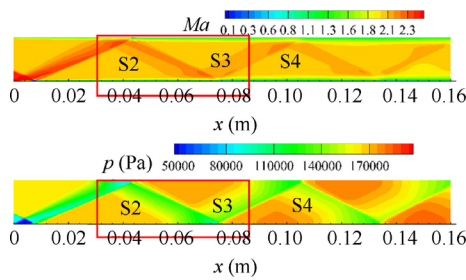 Ma
0.1 0.3 0.6 0.8 1.1 1.3 1.6 1.8 2.1 2.3
S2 S3 S4
0 0.02 0.04 0.06 0.08 0.10 0.12 0.14 0.16
x (m)
p (Pa)
50000 80000 110000 140000 170000
S2 S3 S4
0 0.02 0.04 0.06 0.08 0.10 0.12 0.14 0.16
x (m)